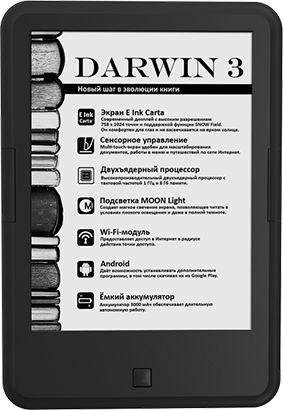 DARWIN 3
Новый шаг в эволюции книги
E Ink
Carta
Экран E Ink Carta
Современный дисплей с высоким разрешением
758 x 1024 точки и поддержкой функции SNOW Field.
Он комфортен для глаз и не засвечивается на ярком солнце.
Сенсорное управление
Multi-touch-экран удобен для масштабирования
документов, работы в меню и путешествий по сети Интернет.
Двухъядерный процессор
Высокопроизводительный двухъядерный процессор с
тактовой частотой 1 ГГц и 8 Гб памяти.
Подсветка MOON Light
Создает мягкое свечение экрана, позволяющее читать в
условиях плохого освещения и даже в полной темноте.
Wi-Fi-модуль
Предоставляет доступ в Интернет в радиусе
действия точки доступа.
Android
Даёт возможность устанавливать дополнительные
программы, в том числе скачивая их из Google Play.
Ёмкий аккумулятор
Аккумулятор 3000 мАч обеспечивает длительную
автономную работу.